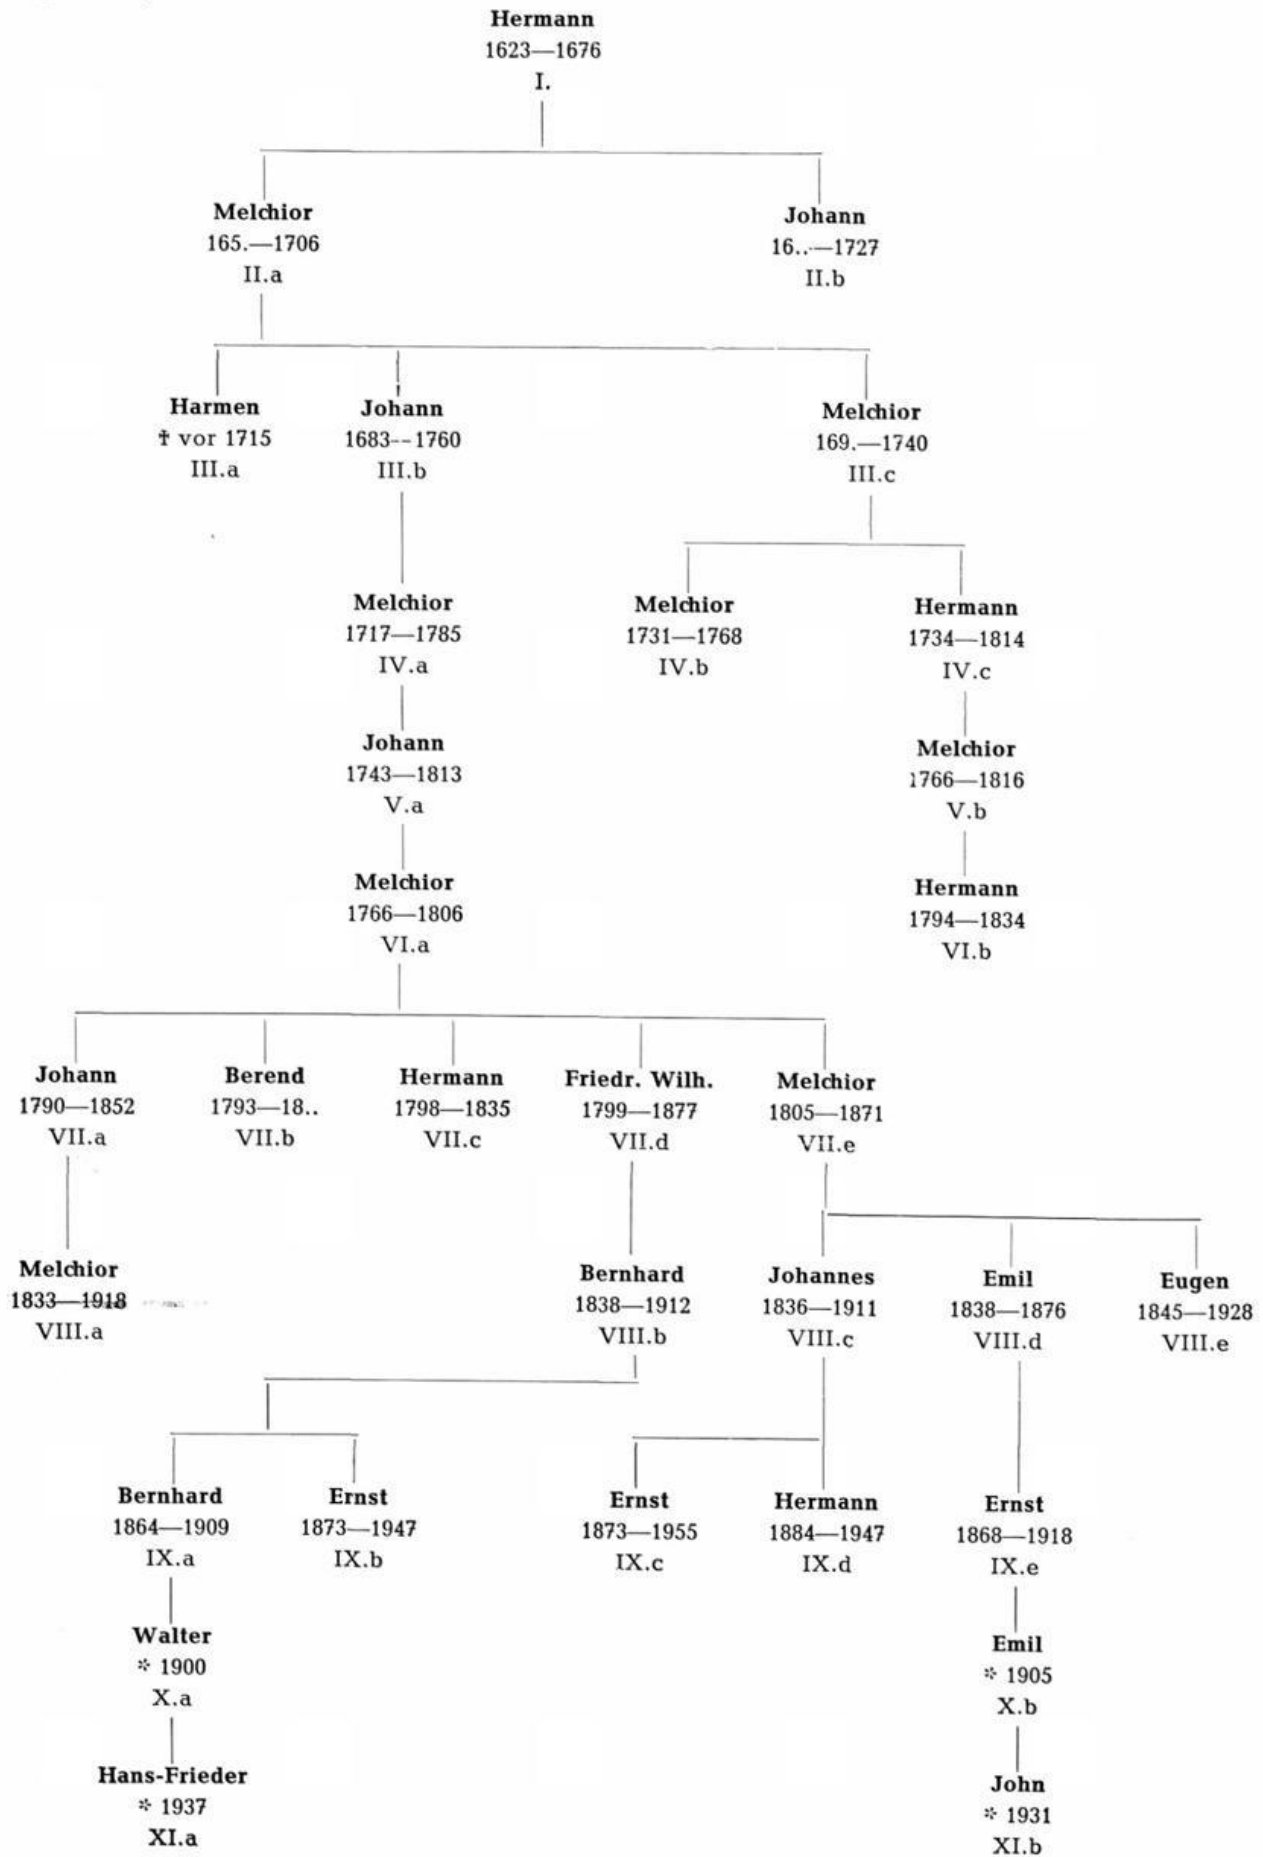 Hermann
1623—1676
I.
Melchior
165.—1706
II.a
Johann
16..—1727
II.b
Harmen
† vor 1715
III.a
Johann
1683--1760
III.b
Melchior
169.—1740
III.c
Melchior
1717—1785
IV.a
Melchior
1731—1768
IV.b
Hermann
1734—1814
IV.c
Johann
1743—1813
V.a
Melchior
1766—1816
V.b
Melchior
1766—1806
VI.a
Hermann
1794—1834
VI.b
Johann
1790—1852
VII.a
Berend
1793—18..
VII.b
Hermann
1798—1835
VII.c
Friedr. Wilh.
1799—1877
VII.d
Melchior
1805—1871
VII.e
Melchior
1833—1918
VIII.a
Bernhard
1838—1912
VIII.b
Johannes
1836—1911
VIII.c
Emil
1838—1876
VIII.d
Eugen
1845—1928
VIII.e
Bernhard
1864—1909
IX.a
Ernst
1873—1947
IX.b
Ernst
1873—1955
IX.c
Hermann
1884—1947
IX.d
Ernst
1868—1918
IX.e
Walter
* 1900
X.a
Emil
* 1905
X.b
Hans-Frieder
* 1937
XI.a
John
* 1931
XI.b